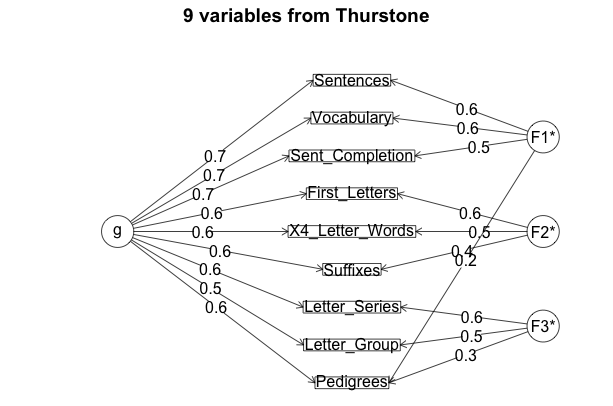 9 variables from Thurstone
Sentences
0.6
Vocabulary
0.6
F1*
0.7
Sent_Completion
0.5
0.7
0.7
First_Letters
0.6
0.6
g
0.6
X4_Letter_Words
0.5
F2*
0.6
0.4
0.2
0.6
Suffixes
0.5
Letter_Series
0.6
0.6
F3*
Letter_Group
0.5
0.3
Pedigrees